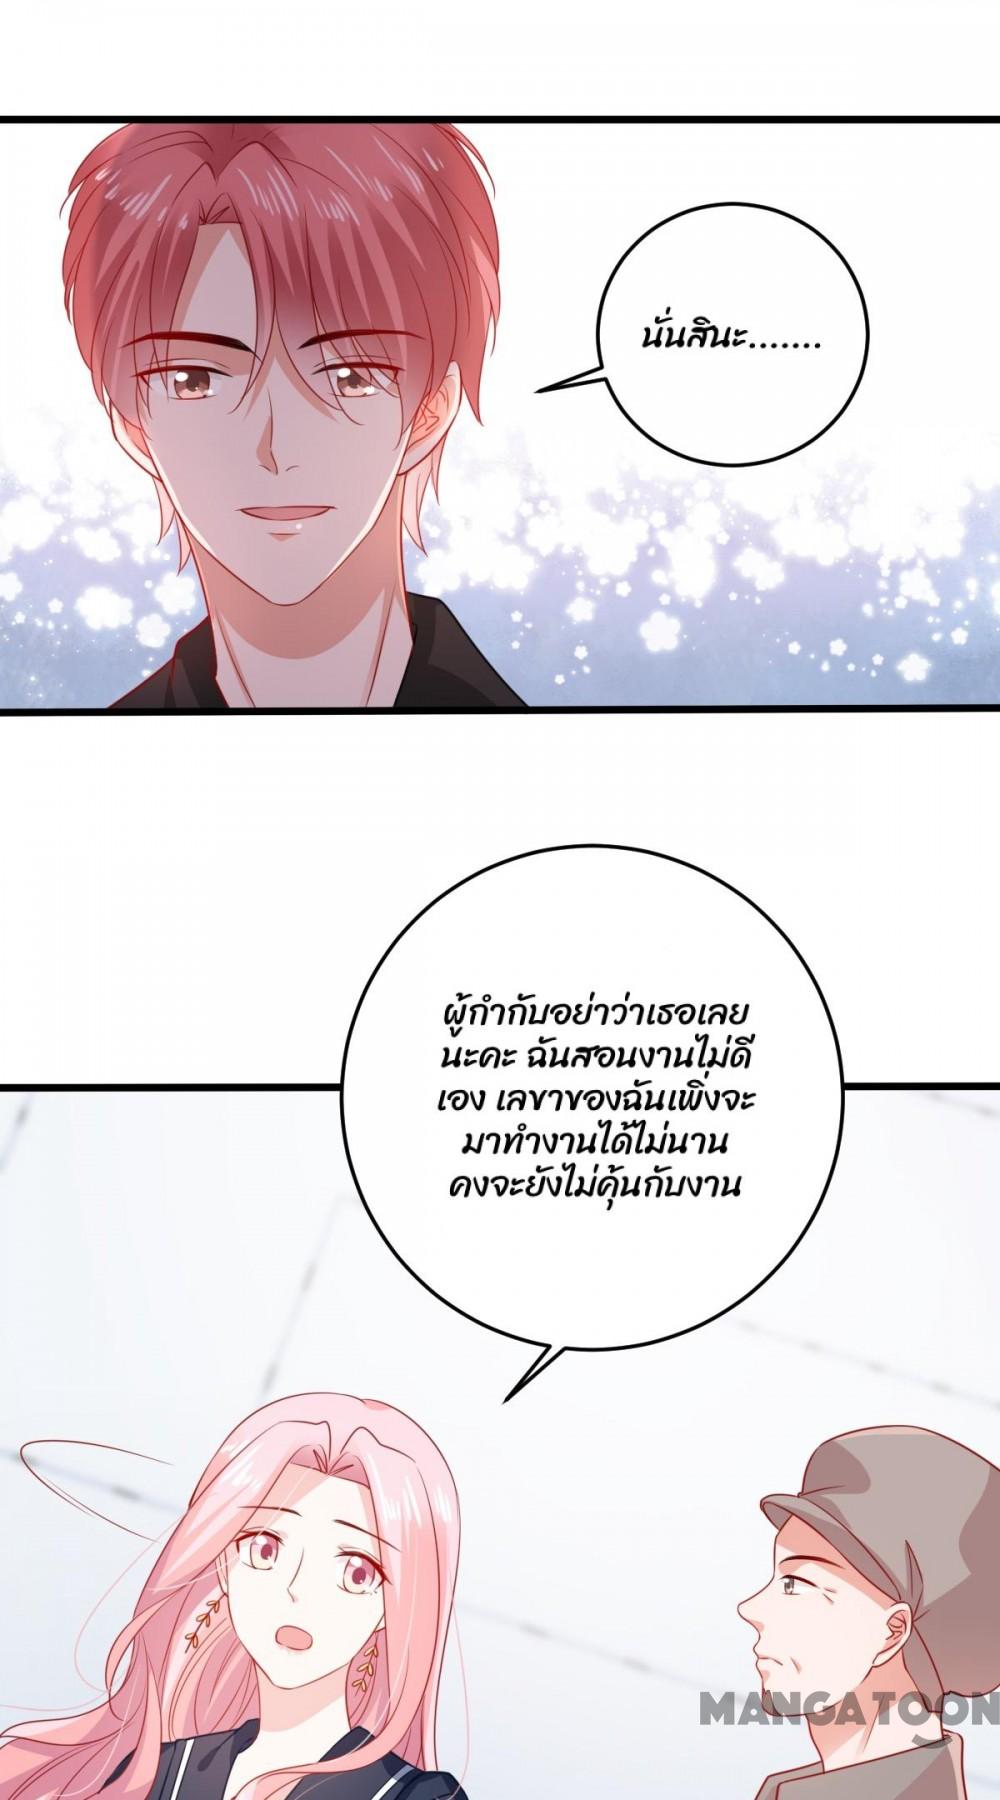 นั่นสินะ.......
ผู้กำกับอย่าว่าเธอเลย
นะคะ ฉันสอนงานไม่ดี
เอง เลขาของฉันเพิ่งจะ
มาทำงานได้ไม่นาน
คงจะยังไม่คุ้นกับงาน
MANGATOON